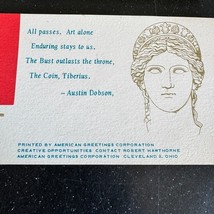 All passes, Art alone
Enduring stays to us.
The Bust outlasts the throne,
The Coin, Tiberius.
– Austin Dobson,
PRINTED BY AMERICAN GREETINGS CORPORATION
CREATIVE OPPORTUNITIES CONTACT ROBERT HAWTHORNE
AMERICAN GREETINGS CORPORATION CLEVELAND 2, OHIO